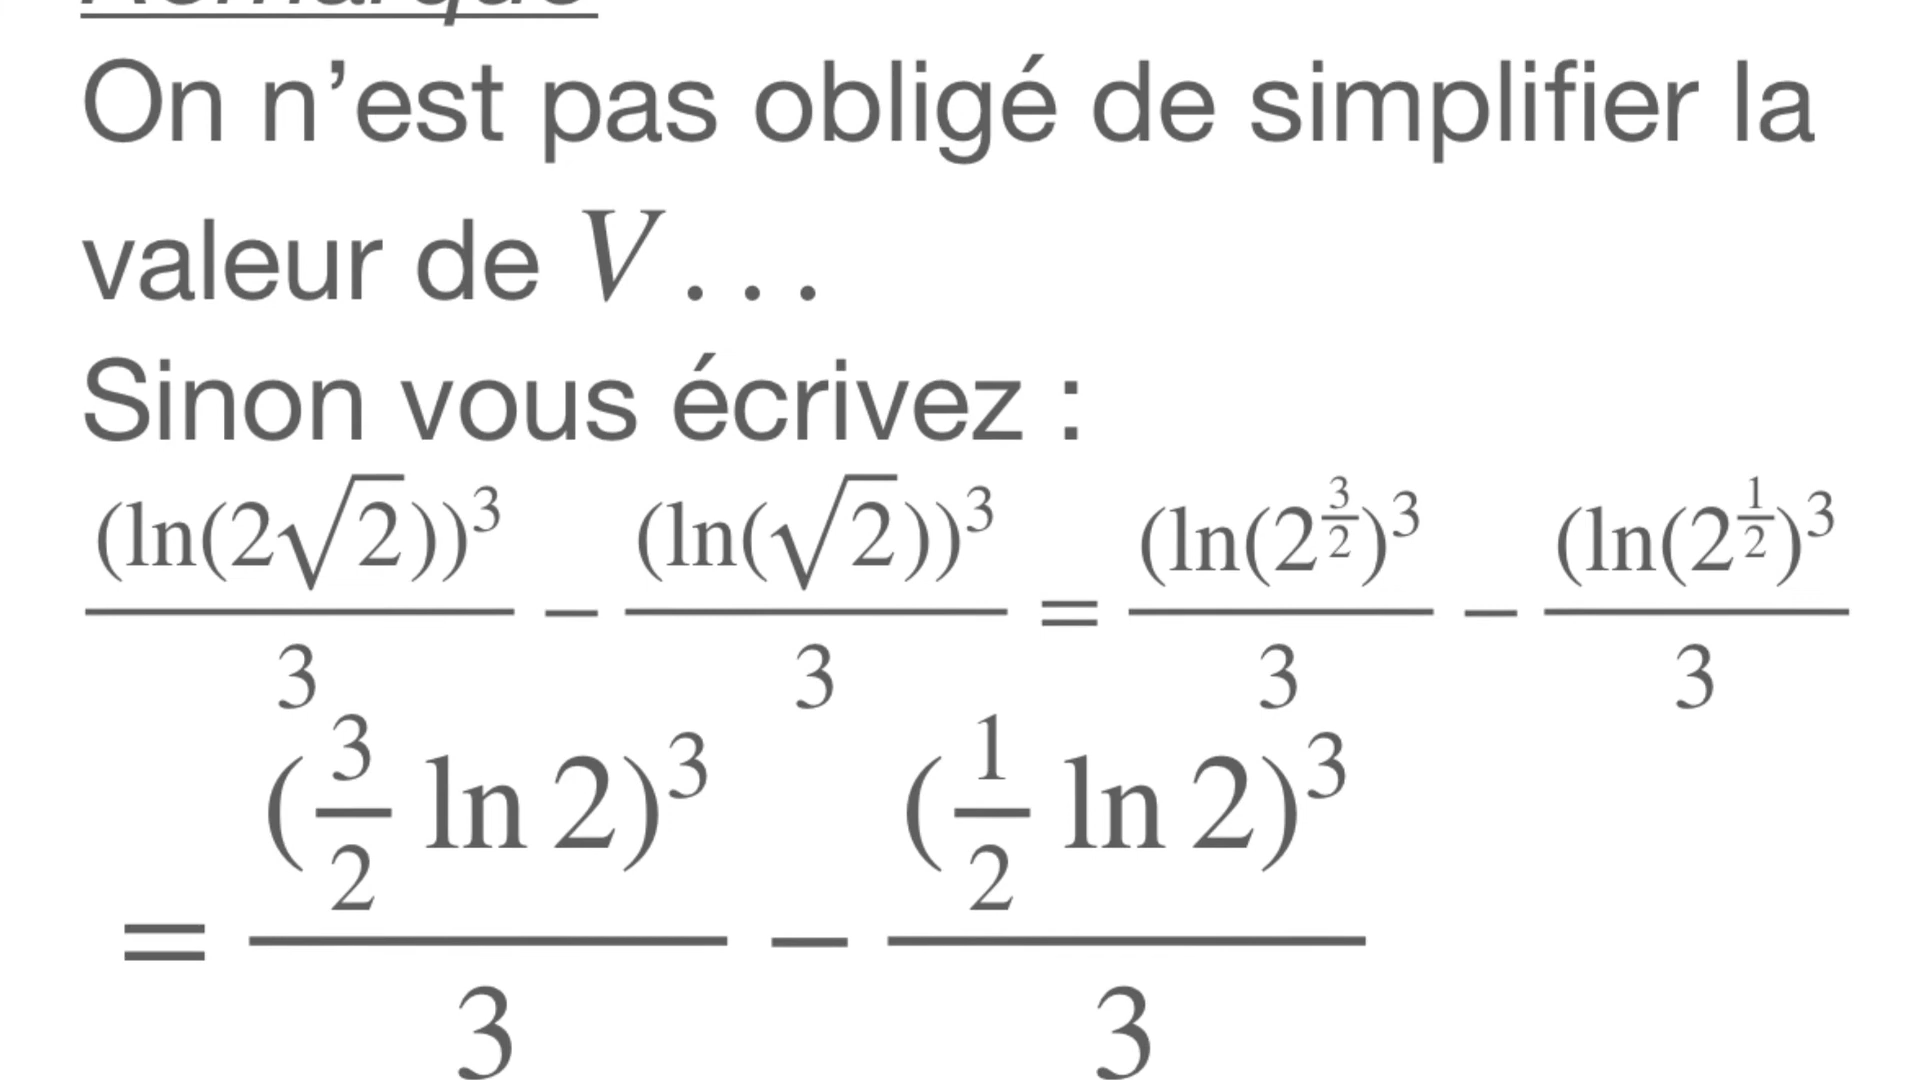 Remarque
On n’est pas obligé de simplifier la
valeur de V . . .
Sinon vous écrivez :
(ln(2√2))³/3 − (ln(√2))³/3 = (ln(2^(3/2))³/3 − (ln(2^(1/2))³/3
= (3/2 ln 2)³/3 − (1/2 ln 2)³/3